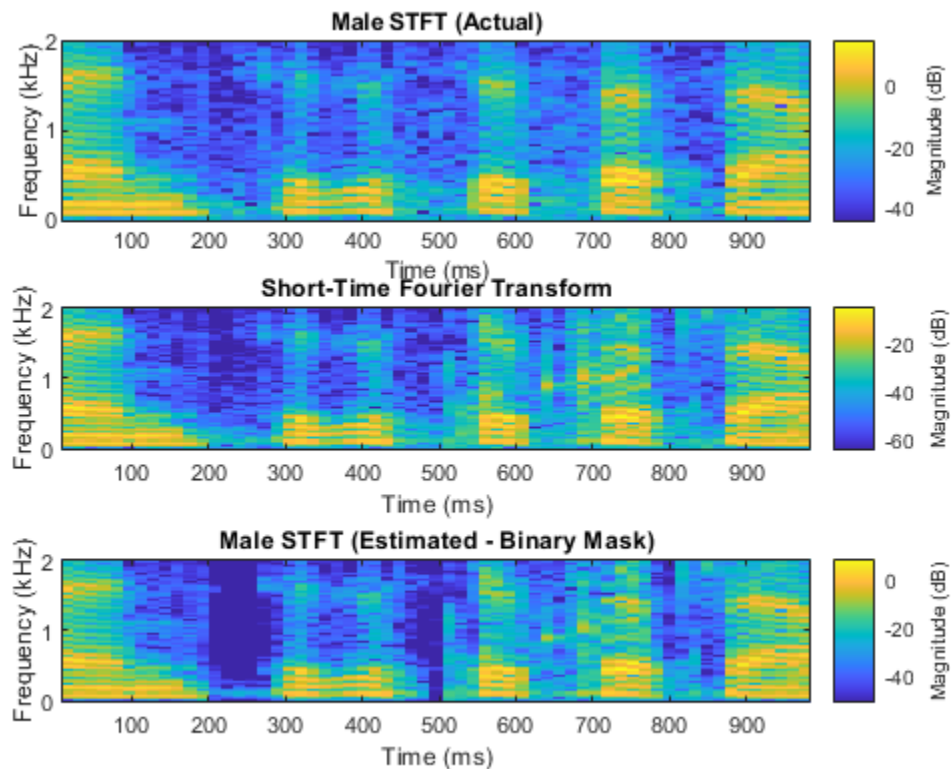 Male STFT (Actual)
Frequency (kHz)
2
1
0
100 200 300 400 500 600 700 800 900
Time (ms)
0
-20
-40
Magnitude (dB)
Short-Time Fourier Transform
Frequency (kHz)
2
1
0
100 200 300 400 500 600 700 800 900
Time (ms)
-20
-40
-60
Magnitude (dB)
Male STFT (Estimated - Binary Mask)
Frequency (kHz)
2
1
0
100 200 300 400 500 600 700 800 900
Time (ms)
0
-20
-40
Magnitude (dB)